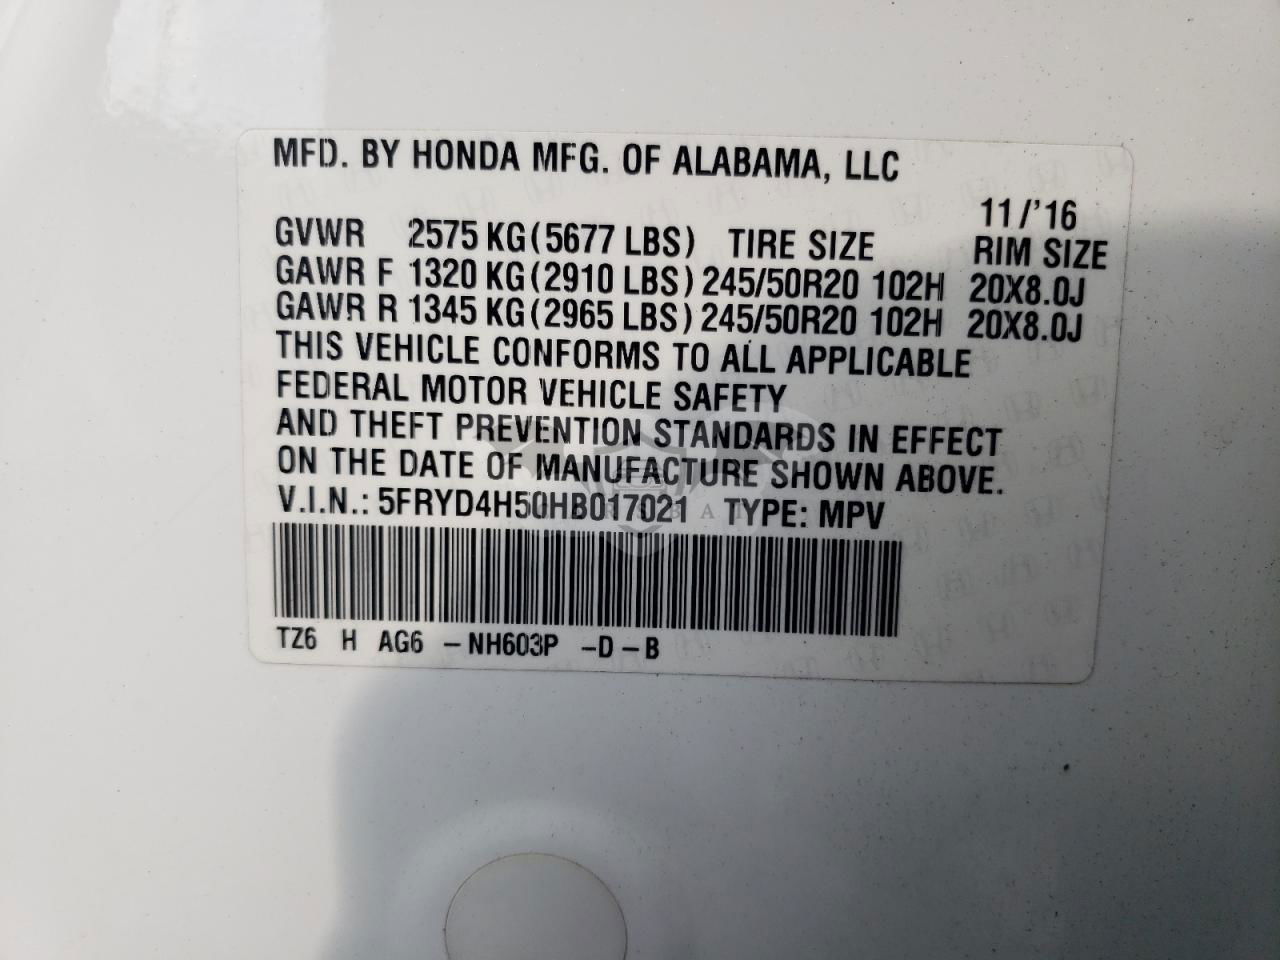 MFD. BY HONDA MFG. OF ALABAMA, LLC
11/'16
GVWR 2575 KG(5677 LBS) TIRE SIZE RIM SIZE
GAWR F 1320 KG(2910 LBS) 245/50R20 102H 20X8.0J
GAWR R 1345 KG(2965 LBS) 245/50R20 102H 20X8.0J
THIS VEHICLE CONFORMS TO ALL APPLICABLE
FEDERAL MOTOR VEHICLE SAFETY
AND THEFT PREVENTION STANDARDS IN EFFECT
ON THE DATE OF MANUFACTURE SHOWN ABOVE.
V.I.N.: 5FRYD4H50HB017021 TYPE: MPV
TZ6 H AG6 -NH603P -D-B